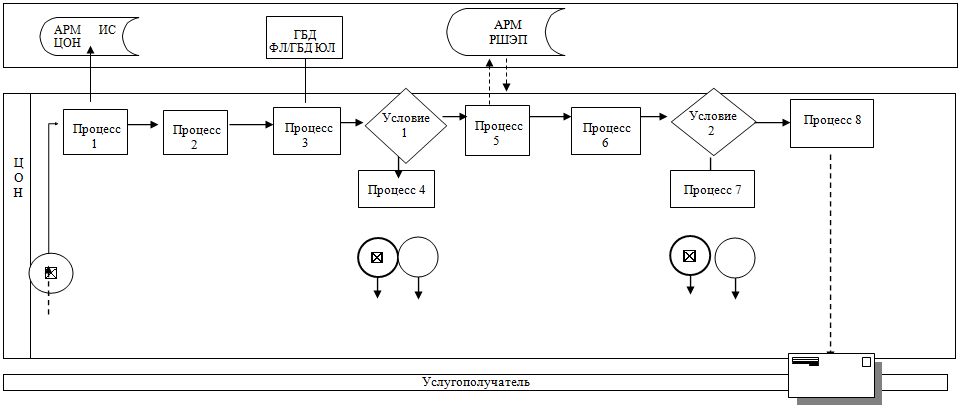 АРМ ИС
ЦОН
ГБД
ФЛ/ГБД ЮЛ
АРМ
РШЭП
Ц
О
Н
Процесс
1
Процесс
2
Процесс
3
Условие
1
Процесс
5
Процесс
6
Условие
2
Процесс 8
Процесс 4
Процесс 7
Услугополучатель